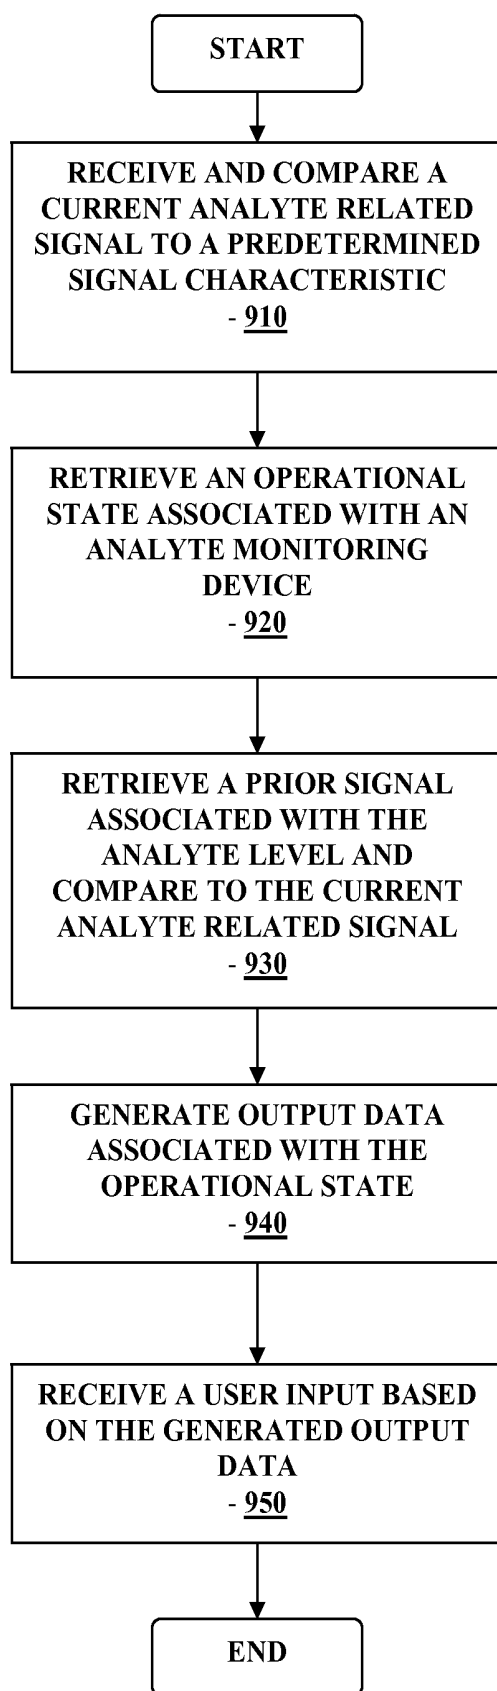 START
RECEIVE AND COMPARE A
CURRENT ANALYTE RELATED
SIGNAL TO A PREDETERMINED
SIGNAL CHARACTERISTIC
- 910
RETRIEVE AN OPERATIONAL
STATE ASSOCIATED WITH AN
ANALYTE MONITORING
DEVICE
- 920
RETRIEVE A PRIOR SIGNAL
ASSOCIATED WITH THE
ANALYTE LEVEL AND
COMPARE TO THE CURRENT
ANALYTE RELATED SIGNAL
- 930
GENERATE OUTPUT DATA
ASSOCIATED WITH THE
OPERATIONAL STATE
- 940
RECEIVE A USER INPUT BASED
ON THE GENERATED OUTPUT
DATA
- 950
END